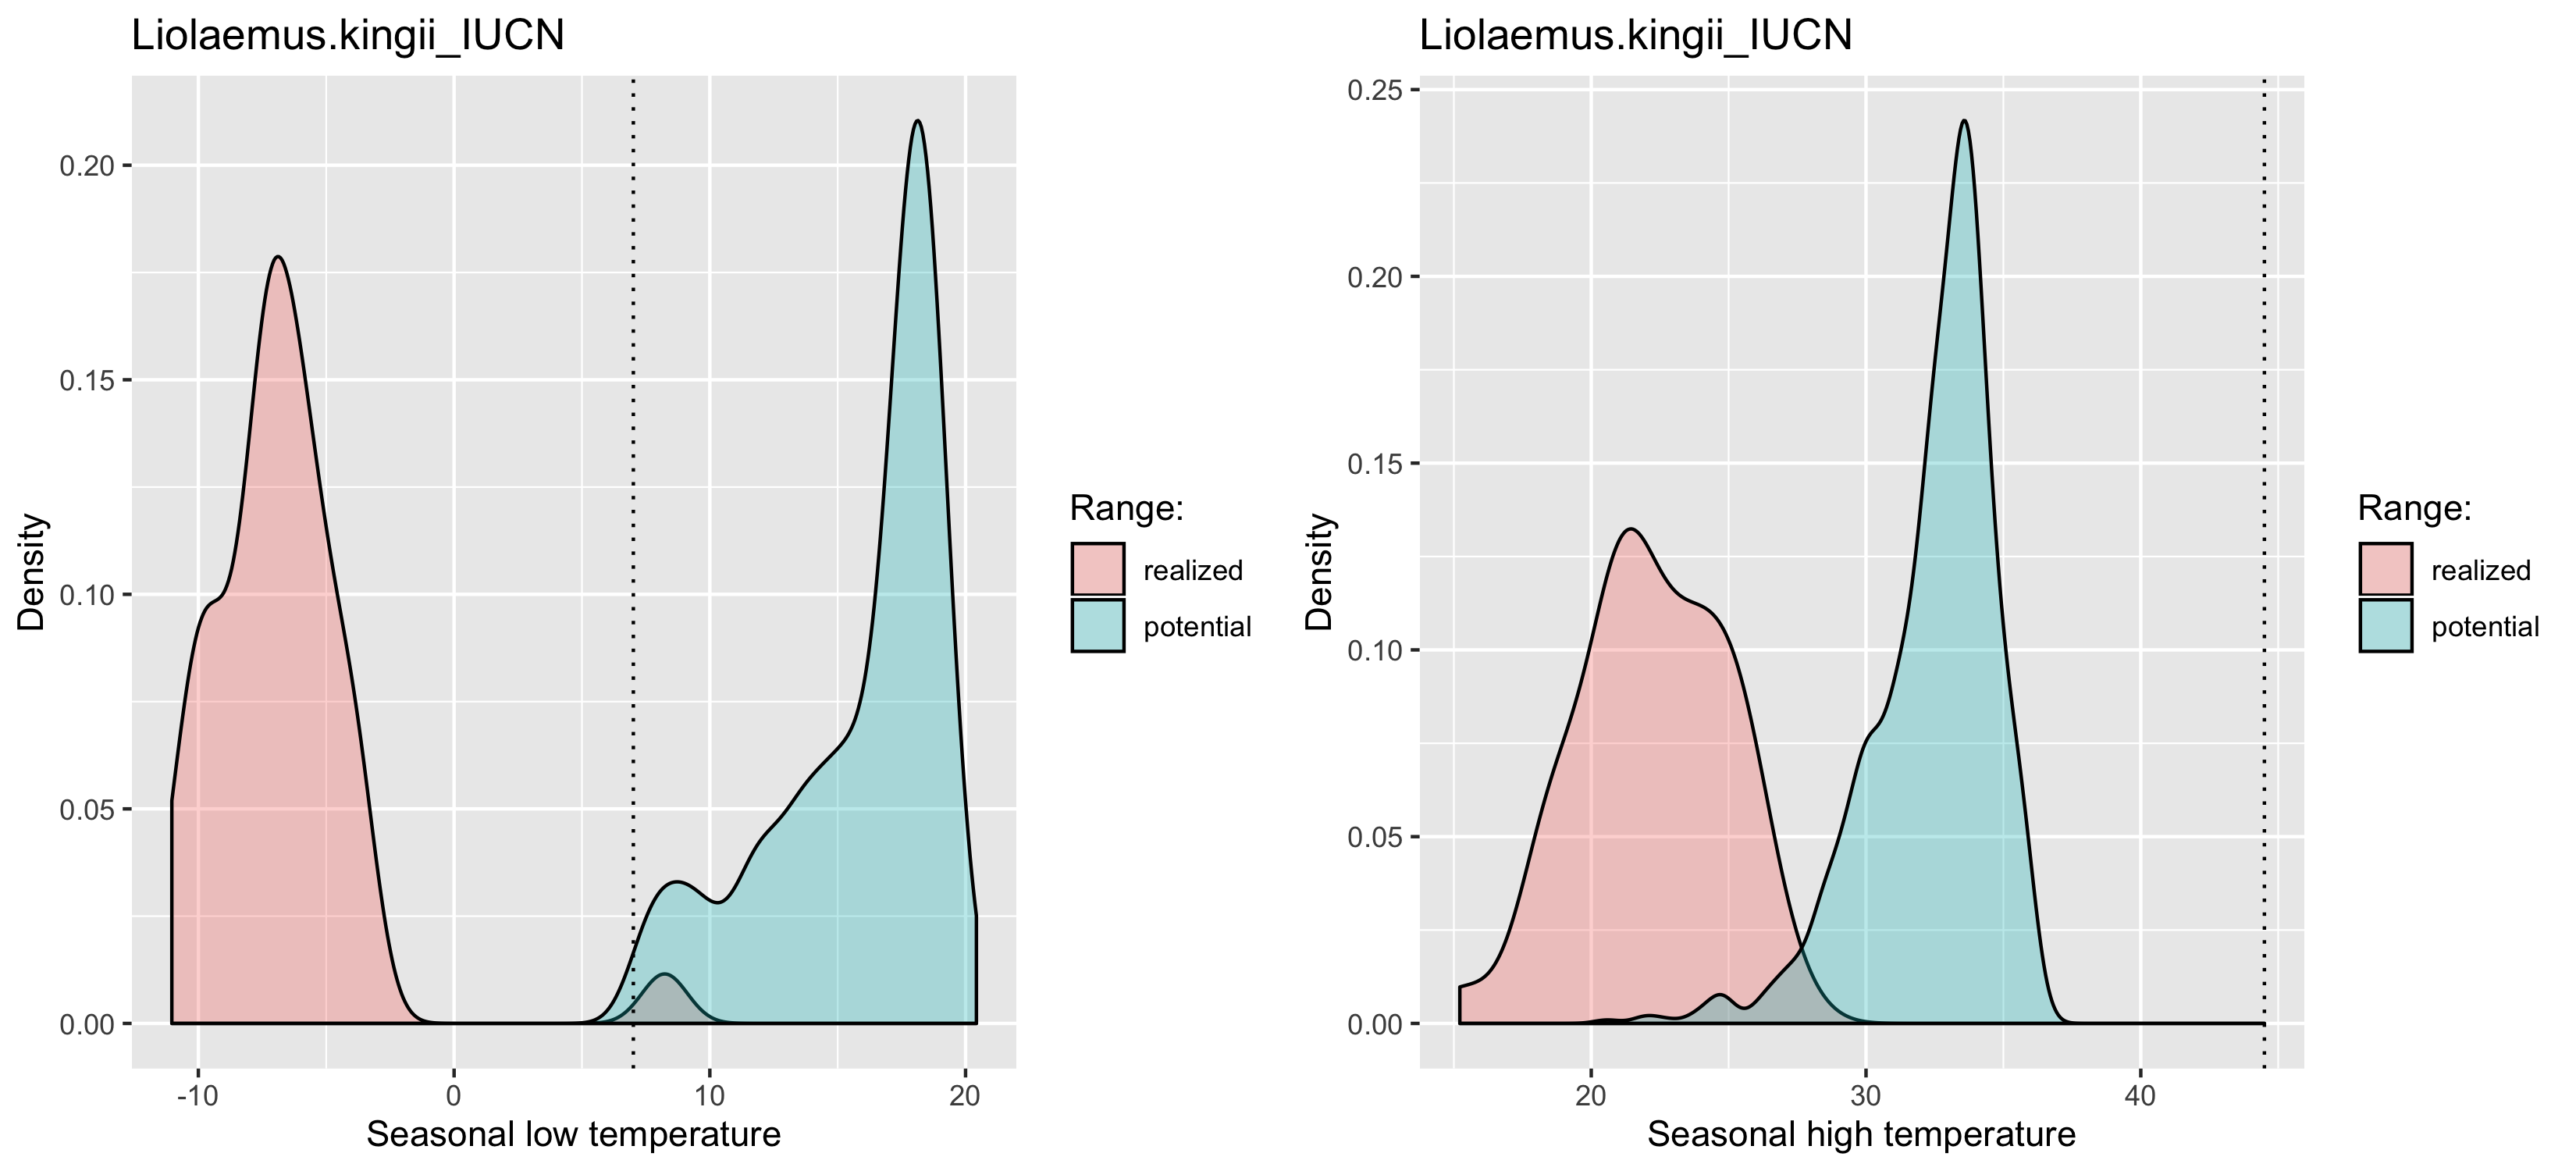 Liolaemus.kingii_IUCN
0.20
0.15
0.10
0.05
0.00
Density
-10 0 10 20
Seasonal low temperature
Range:
realized
potential
Liolaemus.kingii_IUCN
0.25
0.20
0.15
0.10
0.05
0.00
Density
20 30 40
Seasonal high temperature
Range:
realized
potential